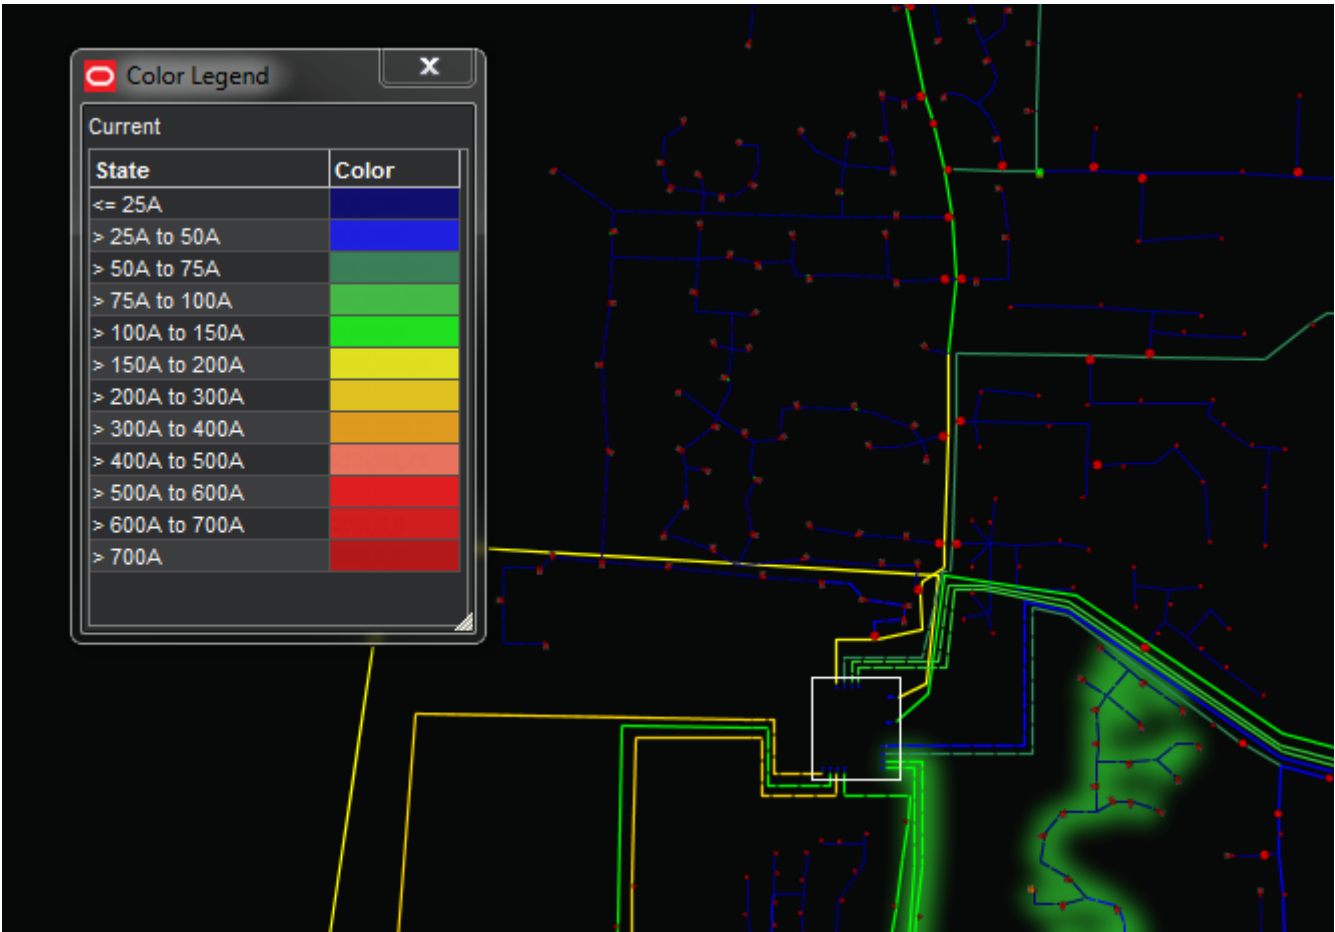 Color Legend
X
Current
State Color
<= 25A
> 25A to 50A
> 50A to 75A
> 75A to 100A
> 100A to 150A
> 150A to 200A
> 200A to 300A
> 300A to 400A
> 400A to 500A
> 500A to 600A
> 600A to 700A
> 700A